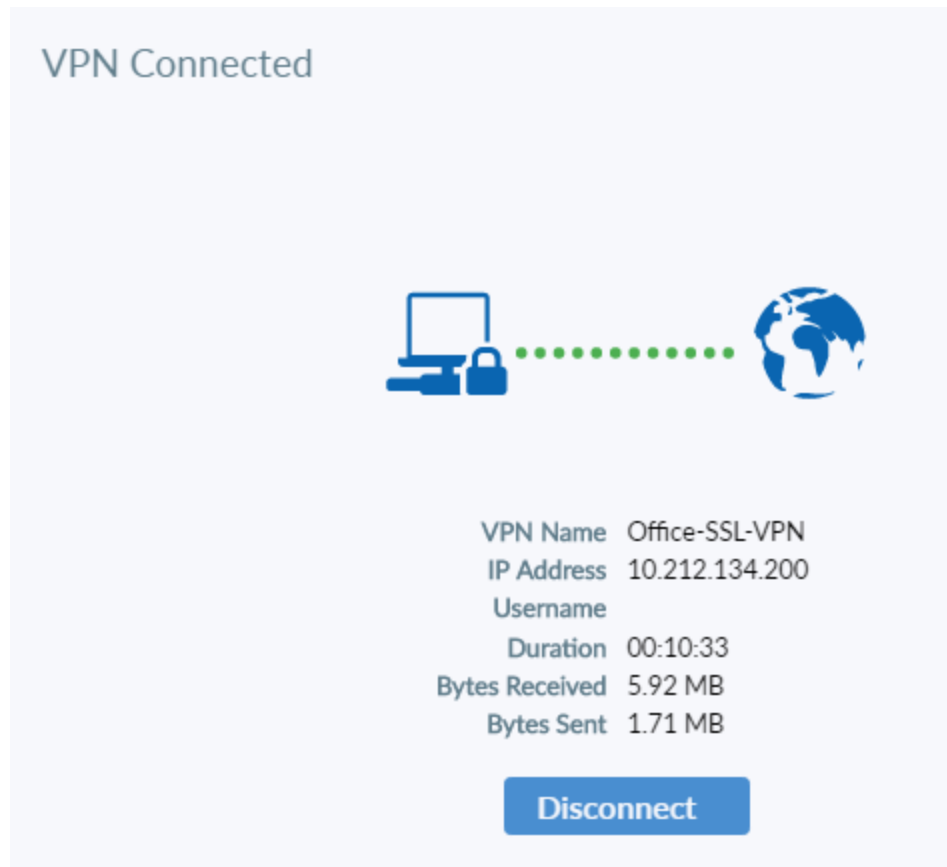 VPN Connected
VPN Name Office-SSL-VPN
IP Address 10.212.134.200
Username
Duration 00:10:33
Bytes Received 5.92 MB
Bytes Sent 1.71 MB
Disconnect